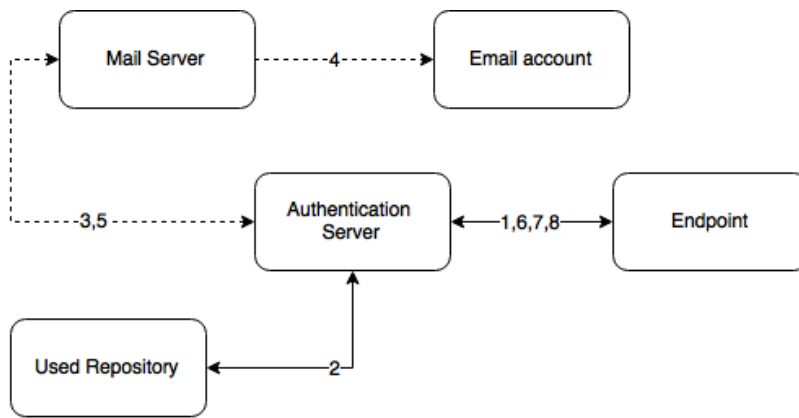 Mail Server
4
Email account
3,5
Authentication
Server
1,6,7,8
Endpoint
Used Repository
2